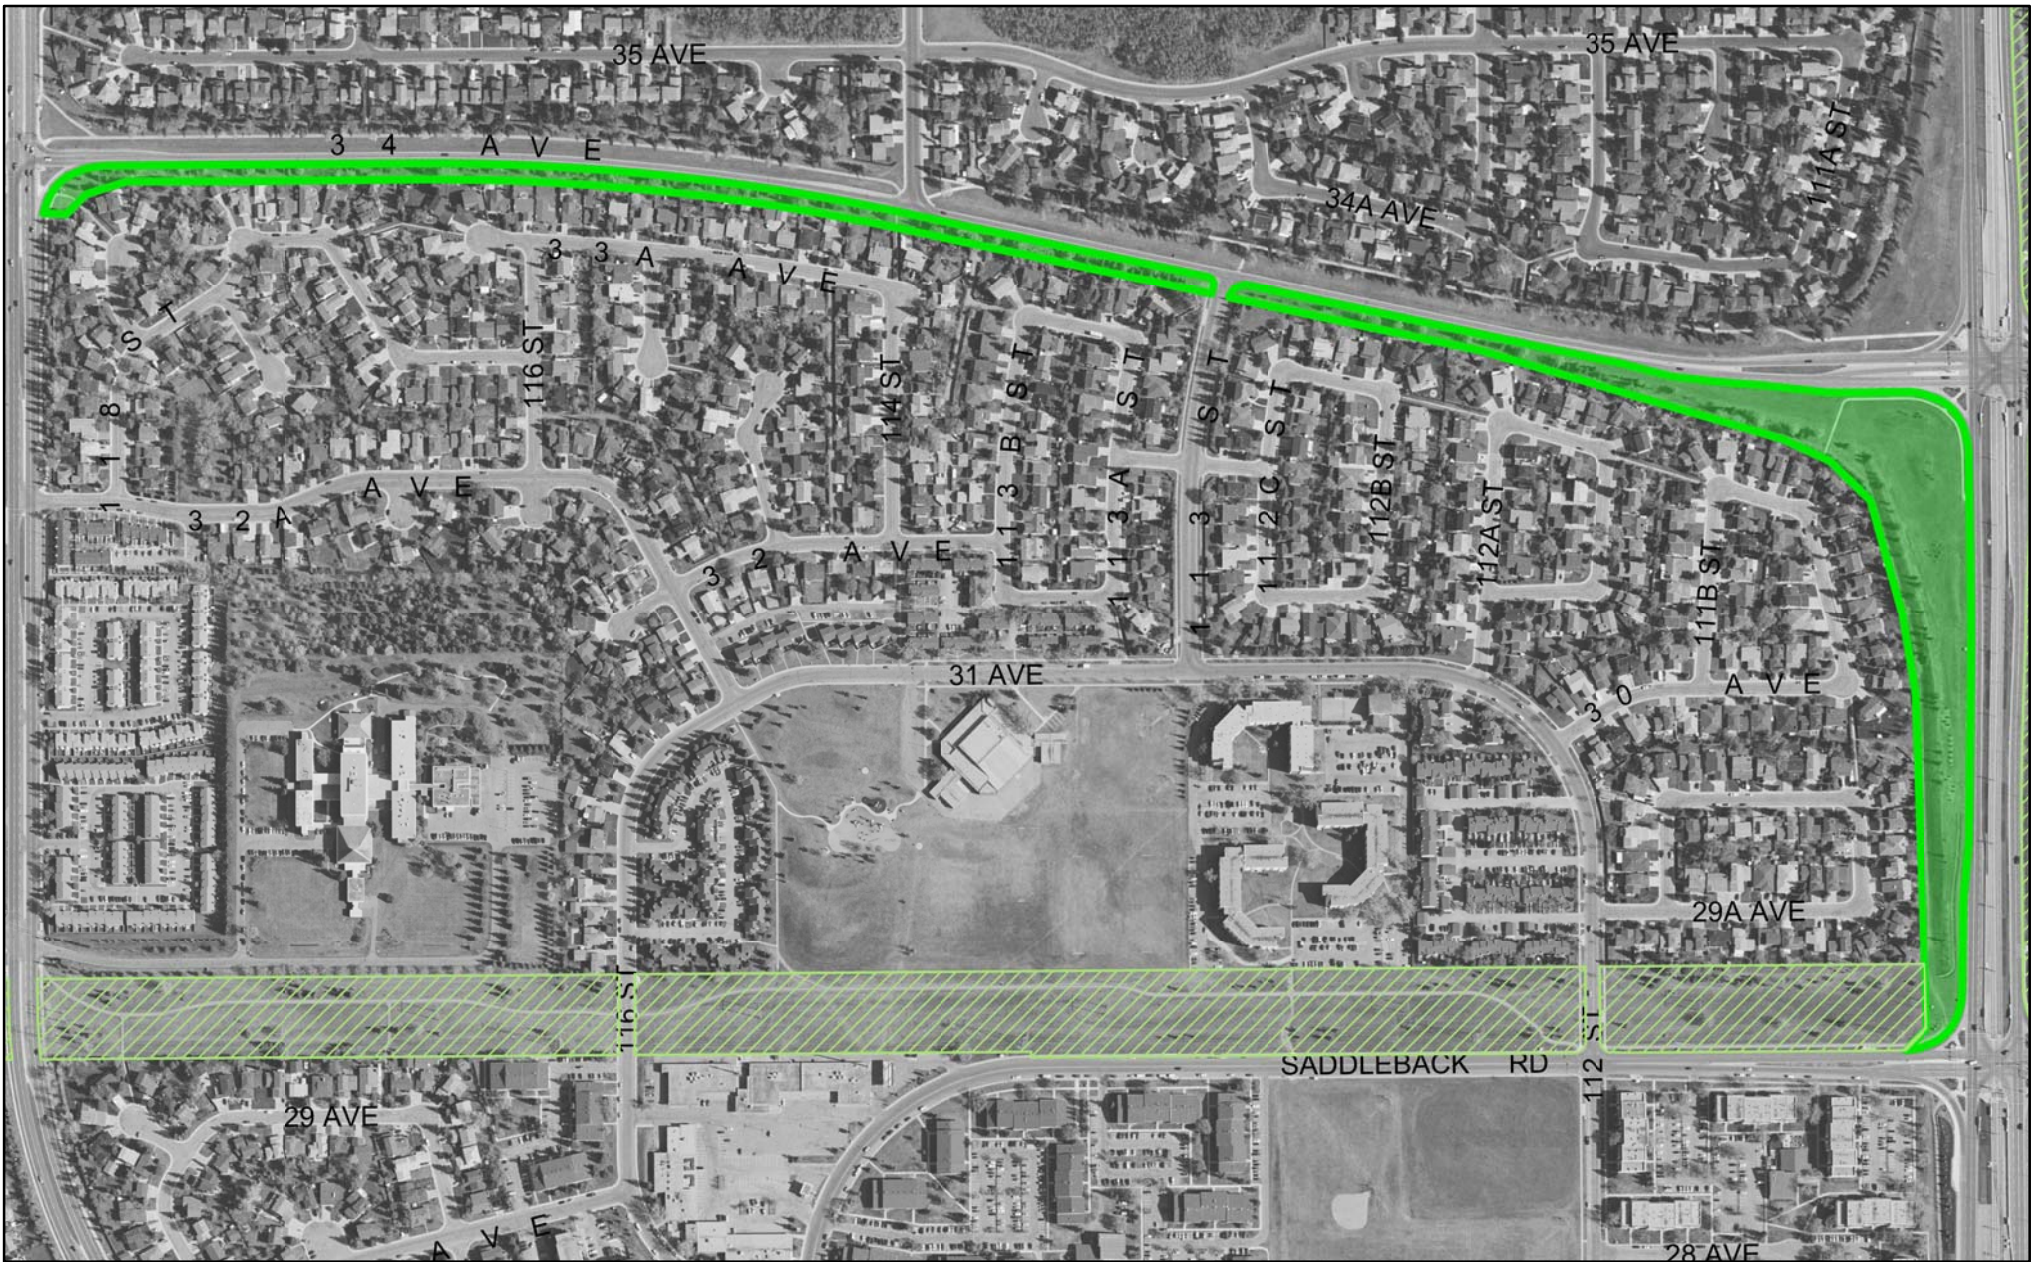 35 AVE
35 AVE
111A ST
34 AVE
34A AVE
33A AVE
118 ST
116 ST
114 ST
113B ST
113A ST
113 ST
112C ST
112B ST
112A ST
111B ST
32A AVE
32 AVE
31 AVE
30 AVE
29A AVE
116 ST
SADDLEBACK RD
112 ST
29 AVE
AVE
28 AVE